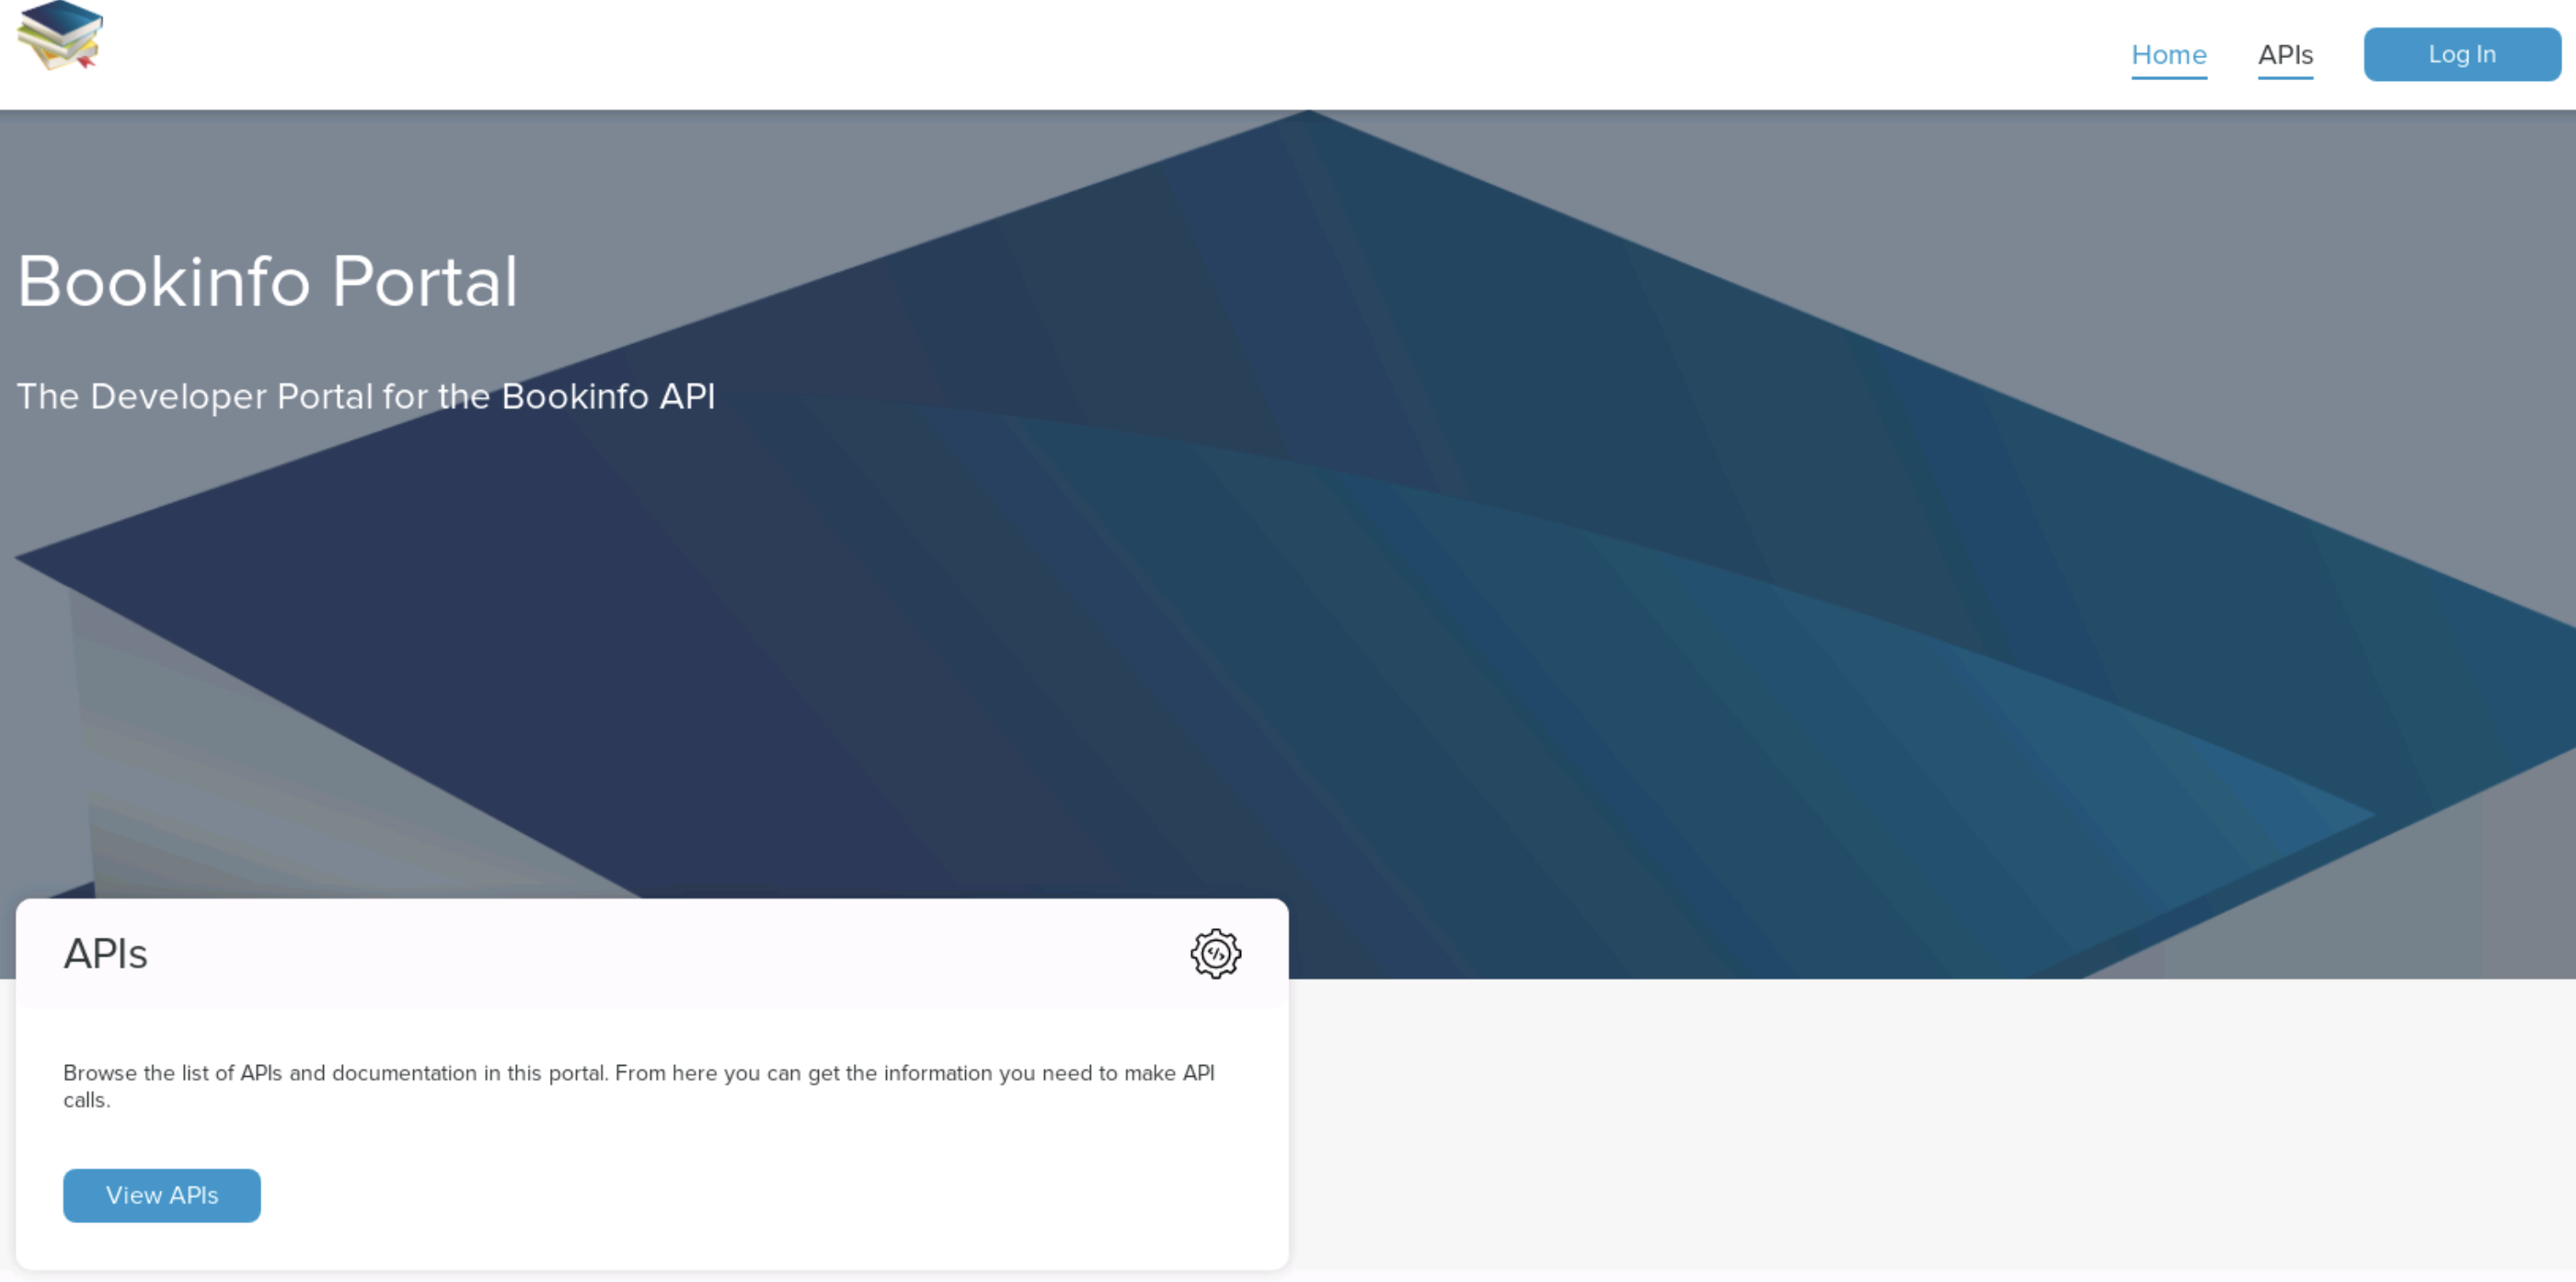 Home APIs Log In
Bookinfo Portal
The Developer Portal for the Bookinfo API
APIs
Browse the list of APIs and documentation in this portal. From here you can get the information you need to make API
calls.
View APIs